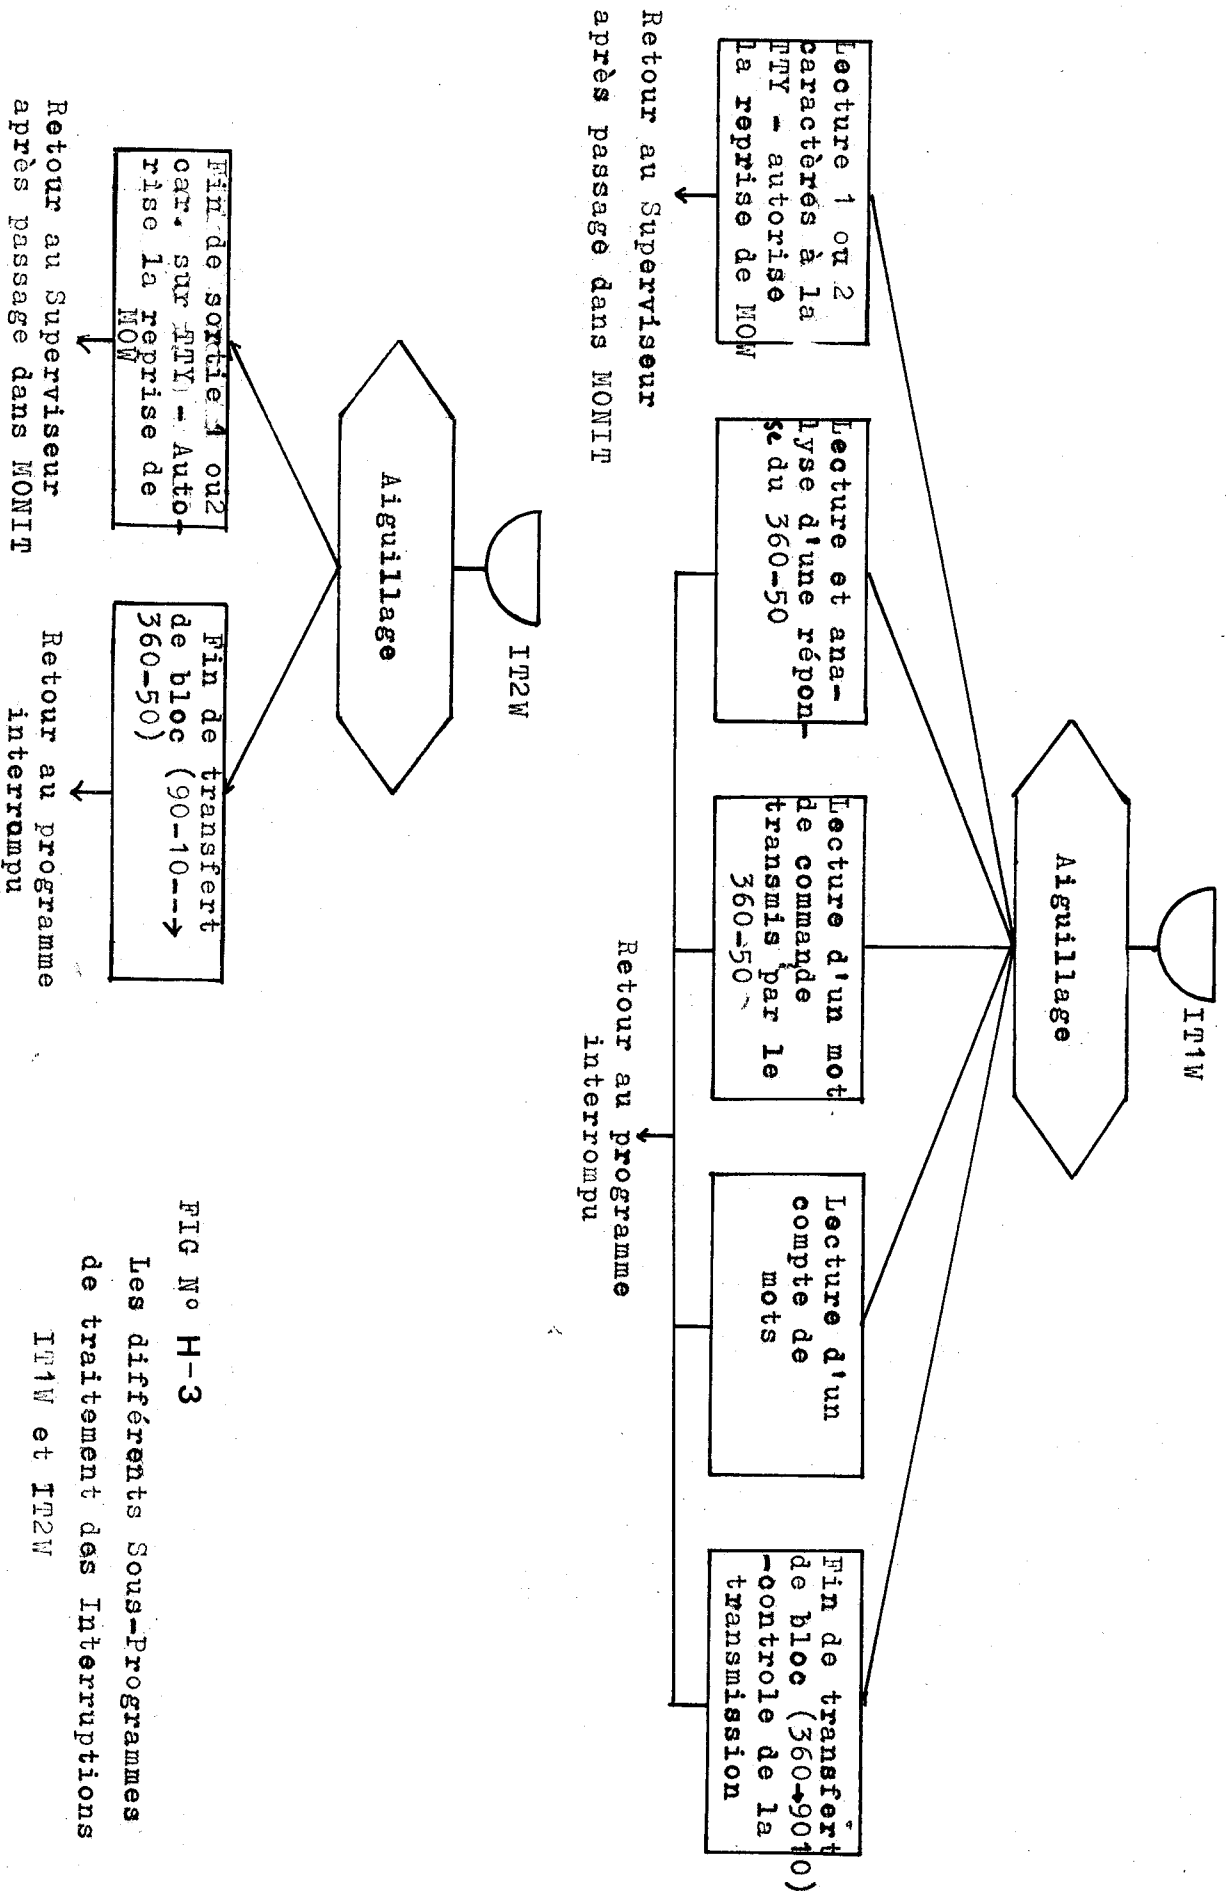 IT1W
Aiguillage
Lecture 1 ou 2
caractères à la
TTY - autorise
la reprise de MOW
Retour au Superviseur
après passage dans MONIT
Lecture et ana-
lyse d'une répon-
se du 360-50
Lecture d'un mot
de commande
transmis par le
360-50
Lecture d'un
compte de
mots
Fin de transfert
de bloc (360→9010)
-controle de la
transmission
Retour au programme
interrompu
IT2W
Aiguillage
Fin de sortie 1 ou2
car. sur TTY - Auto-
rise la reprise de
MOW
Retour au Superviseur
après passage dans MONIT
Fin de transfert
de bloc (90-10--→
360-50)
Retour au programme
interrompu
FIG N° H-3
Les différents Sous-Programmes
de traitement des Interruptions
IT1W et IT2W